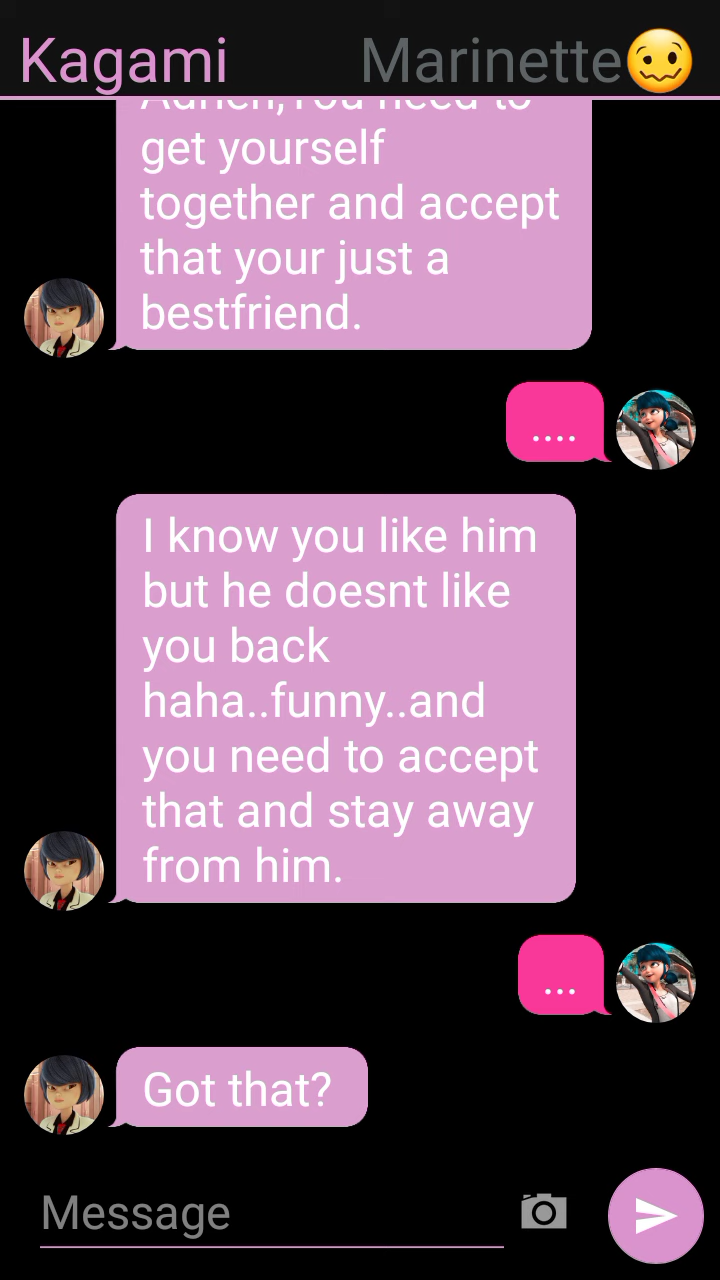 Kagami Marinette🥴
Adrien,You need to
get yourself
together and accept
that your just a
bestfriend.
....
I know you like him
but he doesnt like
you back
haha..funny..and
you need to accept
that and stay away
from him.
...
Got that?
Message